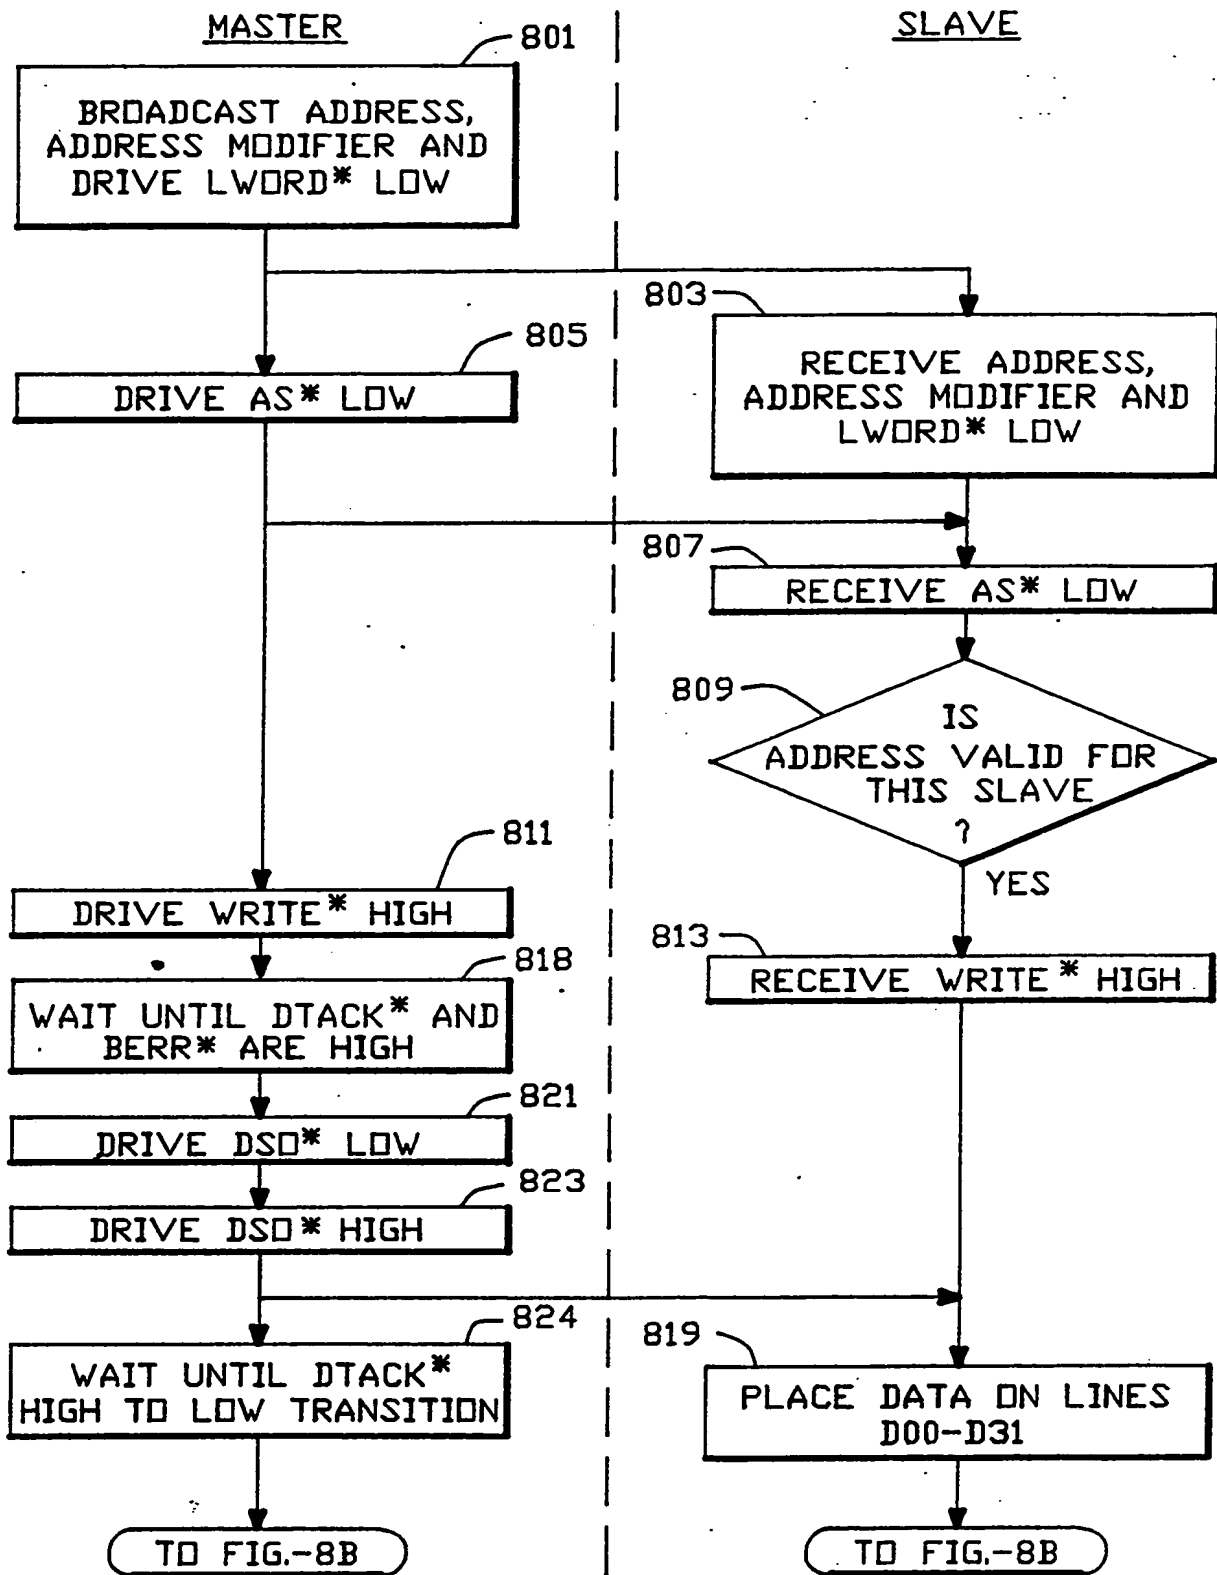 MASTER
SLAVE
801
BROADCAST ADDRESS,
ADDRESS MODIFIER AND
DRIVE LWORD* LOW
803
RECEIVE ADDRESS,
ADDRESS MODIFIER AND
LWORD* LOW
805
DRIVE AS* LOW
807
RECEIVE AS* LOW
809
IS
ADDRESS VALID FOR
THIS SLAVE
?
YES
811
DRIVE WRITE* HIGH
813
RECEIVE WRITE* HIGH
818
WAIT UNTIL DTACK* AND
BERR* ARE HIGH
821
DRIVE DS0* LOW
823
DRIVE DS0* HIGH
824
WAIT UNTIL DTACK*
HIGH TO LOW TRANSITION
819
PLACE DATA ON LINES
D00-D31
TO FIG.-8B
TO FIG.-8B